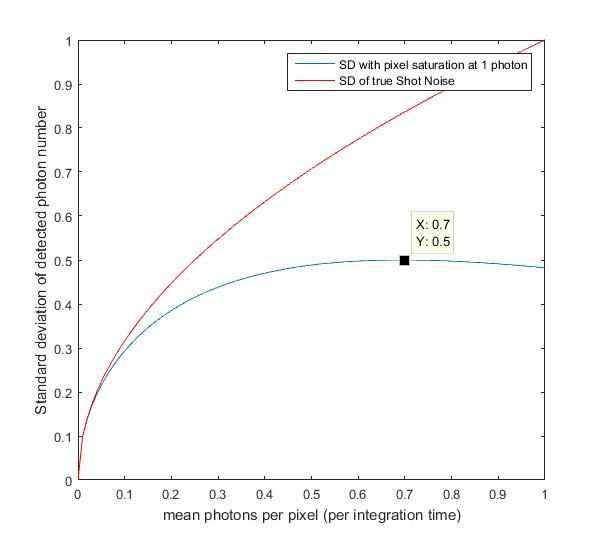 SD with pixel saturation at 1 photon
SD of true Shot Noise
X: 0.7
Y: 0.5
Standard deviation of detected photon number
1
0.9
0.8
0.7
0.6
0.5
0.4
0.3
0.2
0.1
0
0 0.1 0.2 0.3 0.4 0.5 0.6 0.7 0.8 0.9 1
mean photons per pixel (per integration time)